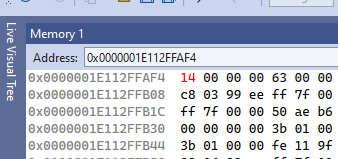 Live Visual Tree
Memory 1
Address: 0x0000001E112FFAF4
0x0000001E112FFAF4 14 00 00 00 63 00 00
0x0000001E112FFB08 c8 03 99 ee ff 7f 00
0x0000001E112FFB1C ff 7f 00 00 50 ae b6
0x0000001E112FFB30 00 00 00 00 3b 01 00
0x0000001E112FFB44 3b 01 00 00 fe 11 9f